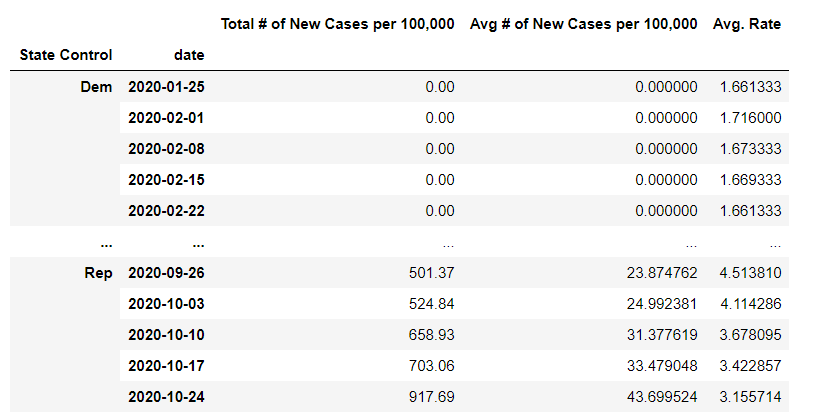 Total # of New Cases per 100,000 Avg # of New Cases per 100,000 Avg. Rate
State Control date
Dem 2020-01-25 0.00 0.000000 1.661333
2020-02-01 0.00 0.000000 1.716000
2020-02-08 0.00 0.000000 1.673333
2020-02-15 0.00 0.000000 1.669333
2020-02-22 0.00 0.000000 1.661333
... ... ... ... ...
Rep 2020-09-26 501.37 23.874762 4.513810
2020-10-03 524.84 24.992381 4.114286
2020-10-10 658.93 31.377619 3.678095
2020-10-17 703.06 33.479048 3.422857
2020-10-24 917.69 43.699524 3.155714